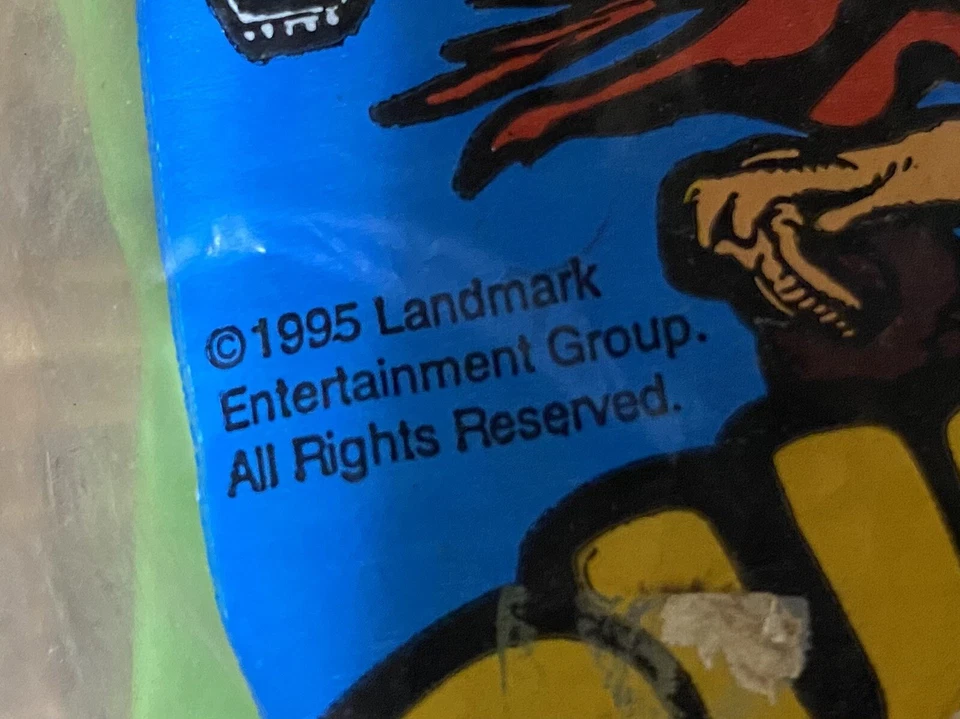 ©1995 Landmark
Entertainment Group.
All Rights Reserved.